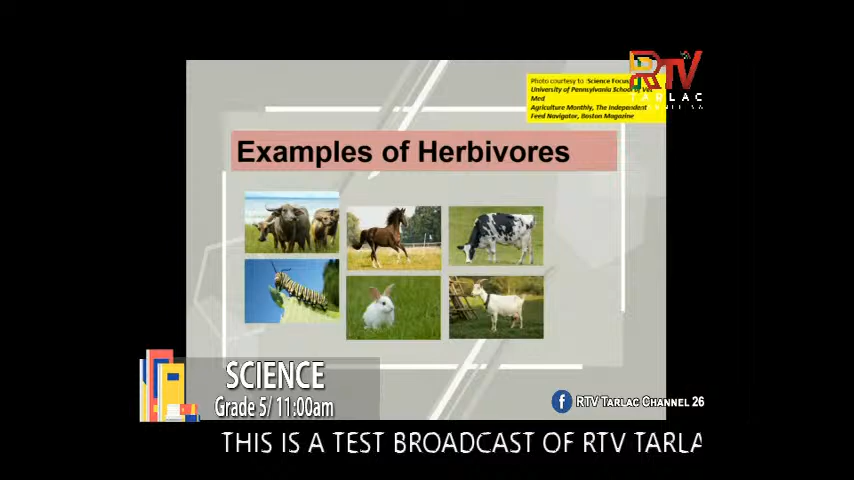 Photo courtesy to 'Science Focus,
University of Pennsylvania School of Vet
Med
Agriculture Monthly, The Independent
Feed Navigator, Boston Magazine
RTV
TARLAC
Examples of Herbivores
SCIENCE
Grade 5/ 11:00am
f RTV TARLAC CHANNEL 26
THIS IS A TEST BROADCAST OF RTV TARLA